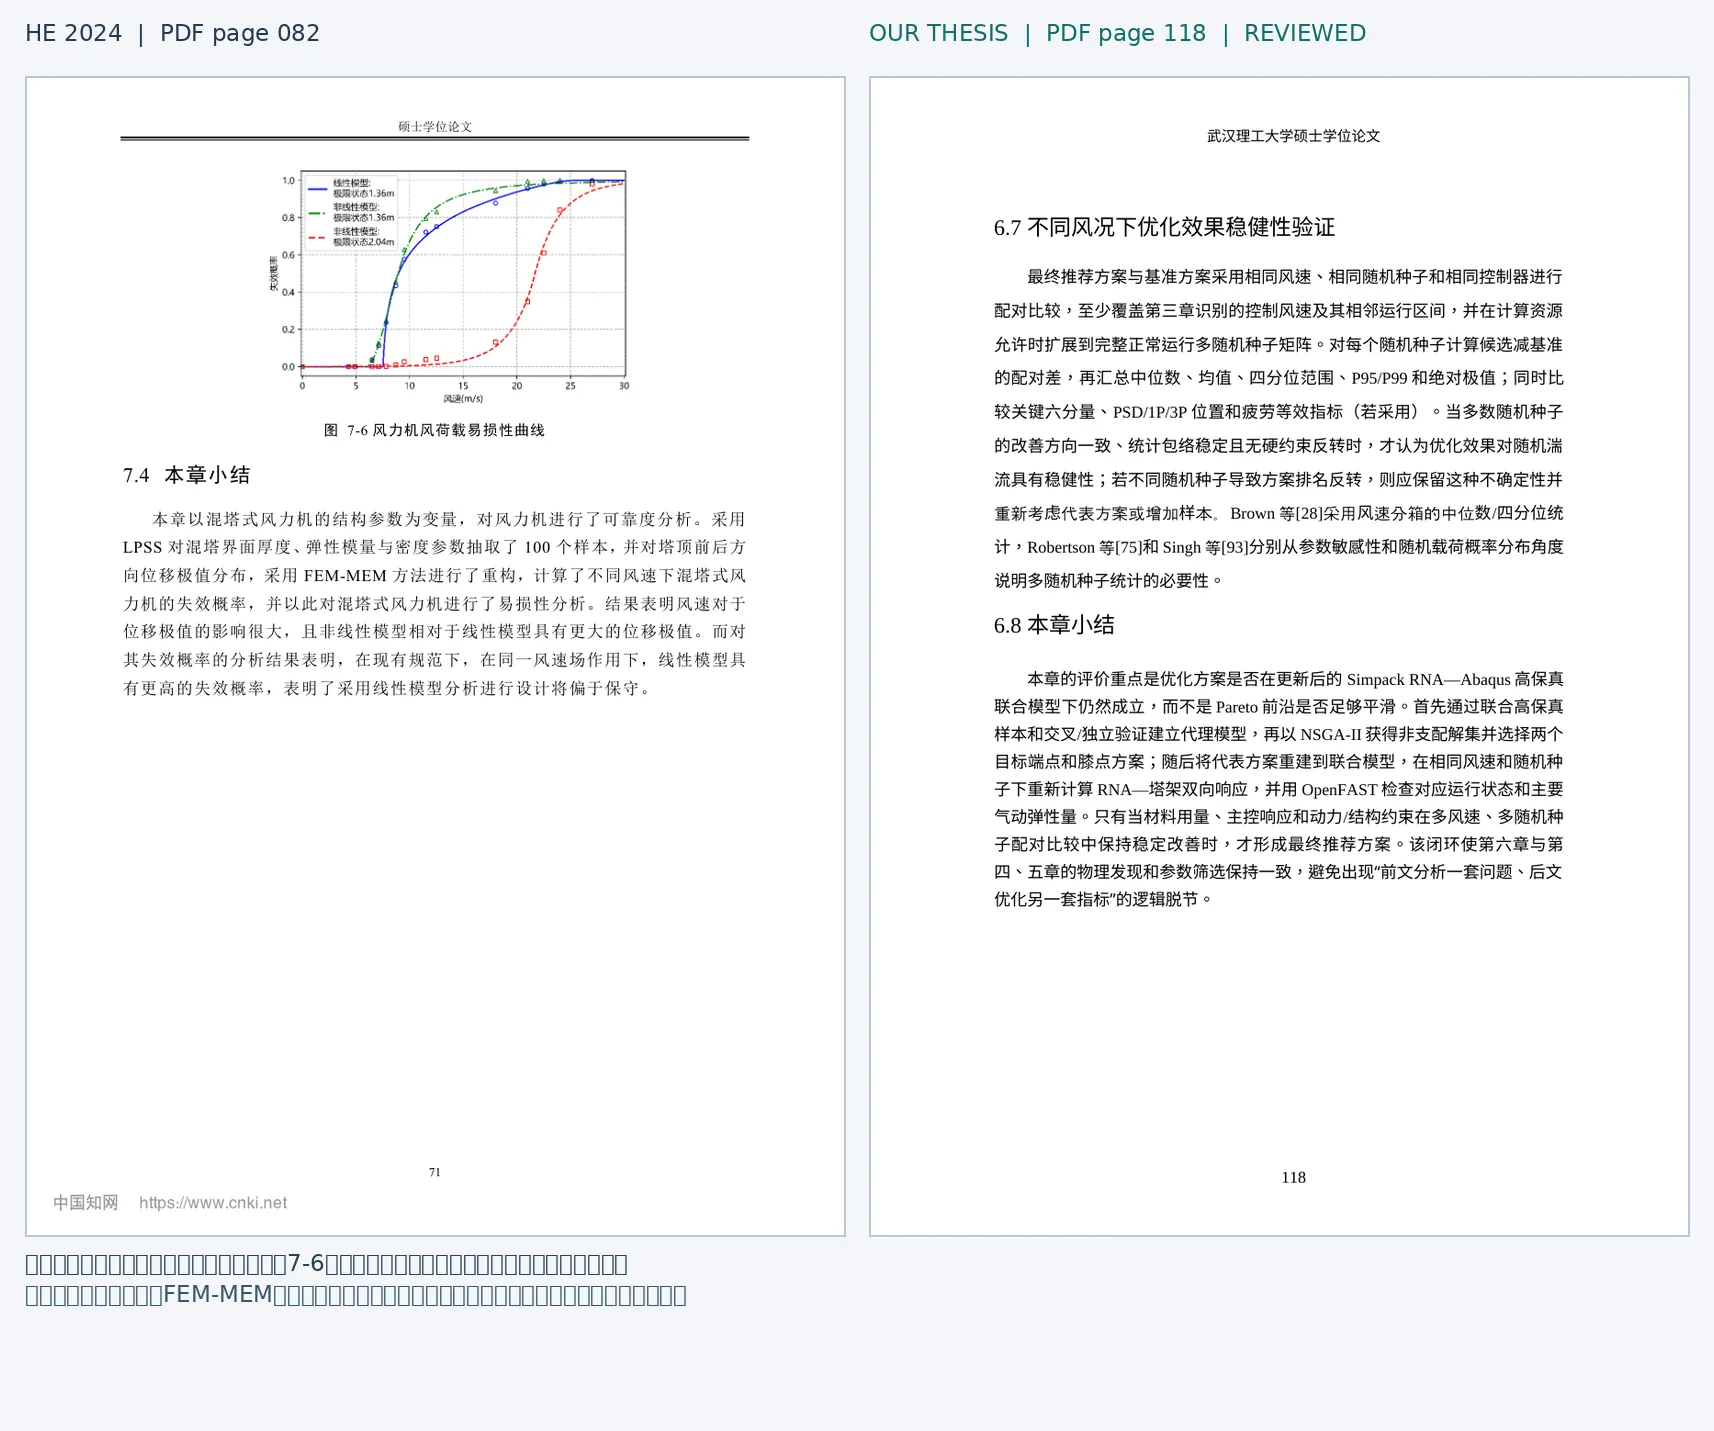 HE 2024 | PDF page 082
硕士学位论文
1.0
0.8
0.6
0.4
0.2
0.0
失效概率
线性模型:
极限状态1.36m
非线性模型:
极限状态1.36m
非线性模型:
极限状态2.04m
0 5 10 15 20 25 30
风速(m/s)
图 7-6 风力机风荷载易损性曲线
7.4 本章小结
本章以混塔式风力机的结构参数为变量，对风力机进行了可靠度分析。采用
LPSS 对混塔界面厚度、弹性模量与密度参数抽取了 100 个样本，并对塔顶前后方
向位移极值分布，采用 FEM-MEM 方法进行了重构，计算了不同风速下混塔式风
力机的失效概率，并以此对混塔式风力机进行了易损性分析。结果表明风速对于
位移极值的影响很大，且非线性模型相对于线性模型具有更大的位移极值。而对
其失效概率的分析结果表明，在现有规范下，在同一风速场作用下，线性模型具
有更高的失效概率，表明了采用线性模型分析进行设计将偏于保守。
71
中国知网 https://www.cnki.net
OUR THESIS | PDF page 118 | REVIEWED
武汉理工大学硕士学位论文
6.7 不同风况下优化效果稳健性验证
最终推荐方案与基准方案采用相同风速、相同随机种子和相同控制器进行
配对比较，至少覆盖第三章识别的控制风速及其相邻运行区间，并在计算资源
允许时扩展到完整正常运行多随机种子矩阵。对每个随机种子计算候选减基准
的配对差，再汇总中位数、均值、四分位范围、P95/P99 和绝对极值；同时比
较关键六分量、PSD/1P/3P 位置和疲劳等效指标（若采用）。当多数随机种子
的改善方向一致、统计包络稳定且无硬约束反转时，才认为优化效果对随机湍
流具有稳健性；若不同随机种子导致方案排名反转，则应保留这种不确定性并
重新考虑代表方案或增加样本。Brown 等[28]采用风速分箱的中位数/四分位统
计，Robertson 等[75]和 Singh 等[93]分别从参数敏感性和随机载荷概率分布角度
说明多随机种子统计的必要性。
6.8 本章小结
本章的评价重点是优化方案是否在更新后的 Simpack RNA—Abaqus 高保真
联合模型下仍然成立，而不是 Pareto 前沿是否足够平滑。首先通过联合高保真
样本和交叉/独立验证建立代理模型，再以 NSGA-II 获得非支配解集并选择两个
目标端点和膝点方案；随后将代表方案重建到联合模型，在相同风速和随机种
子下重新计算 RNA—塔架双向响应，并用 OpenFAST 检查对应运行状态和主要
气动弹性量。只有当材料用量、主控响应和动力/结构约束在多风速、多随机种
子配对比较中保持稳定改善时，才形成最终推荐方案。该闭环使第六章与第
四、五章的物理发现和参数筛选保持一致，避免出现“前文分析一套问题、后文
优化另一套指标”的逻辑脱节。
118
7-6
FEM-MEM